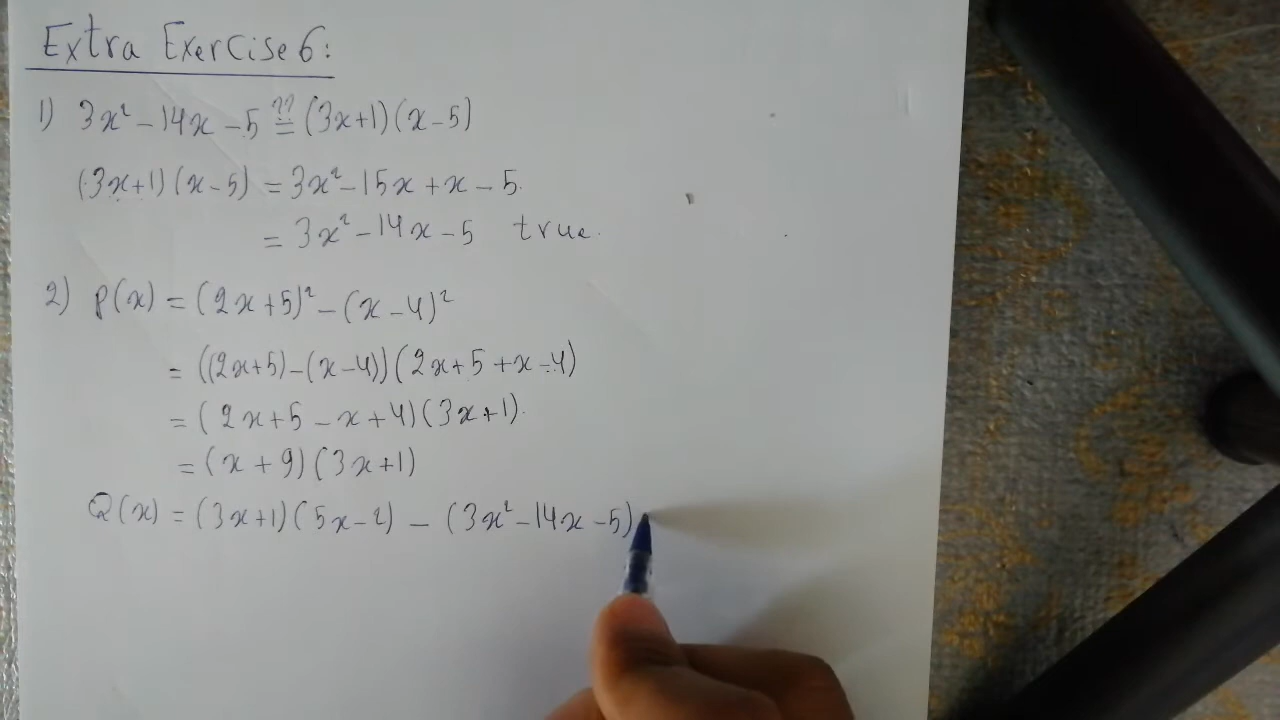 Extra Exercise 6:
1) 3x² - 14x - 5 ≟?? (3x+1)(x-5)
(3x+1)(x-5) = 3x² - 15x + x - 5.
= 3x² - 14x - 5 true.
2) P(x) = (2x+5)² - (x-4)²
= ((2x+5)-(x-4))(2x+5+x-4)
= (2x+5-x+4)(3x+1).
= (x+9)(3x+1)
Q(x) = (3x+1)(5x-2) - (3x²-14x-5)